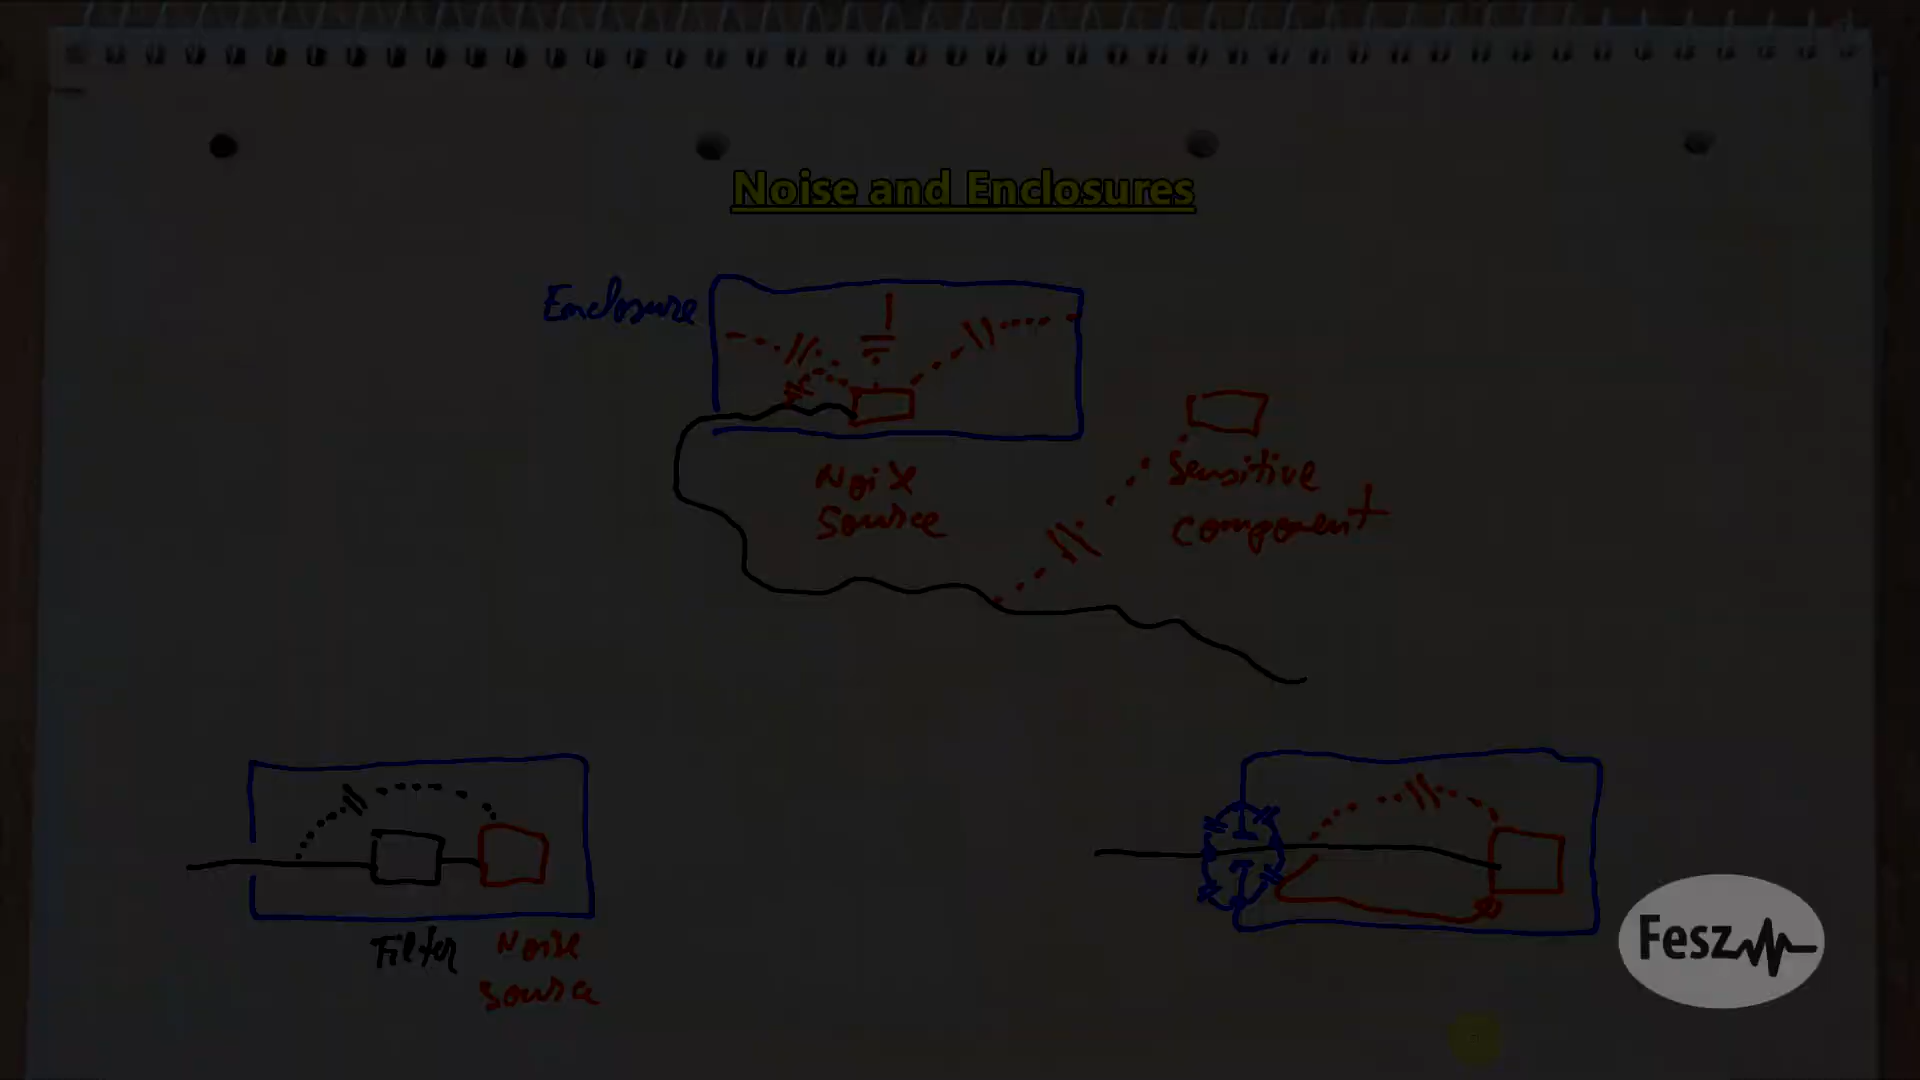 Noise and Enclosures
Enclosure
Noise
Source
Sensitive
Component
Filter
Noise
Source
Fesz